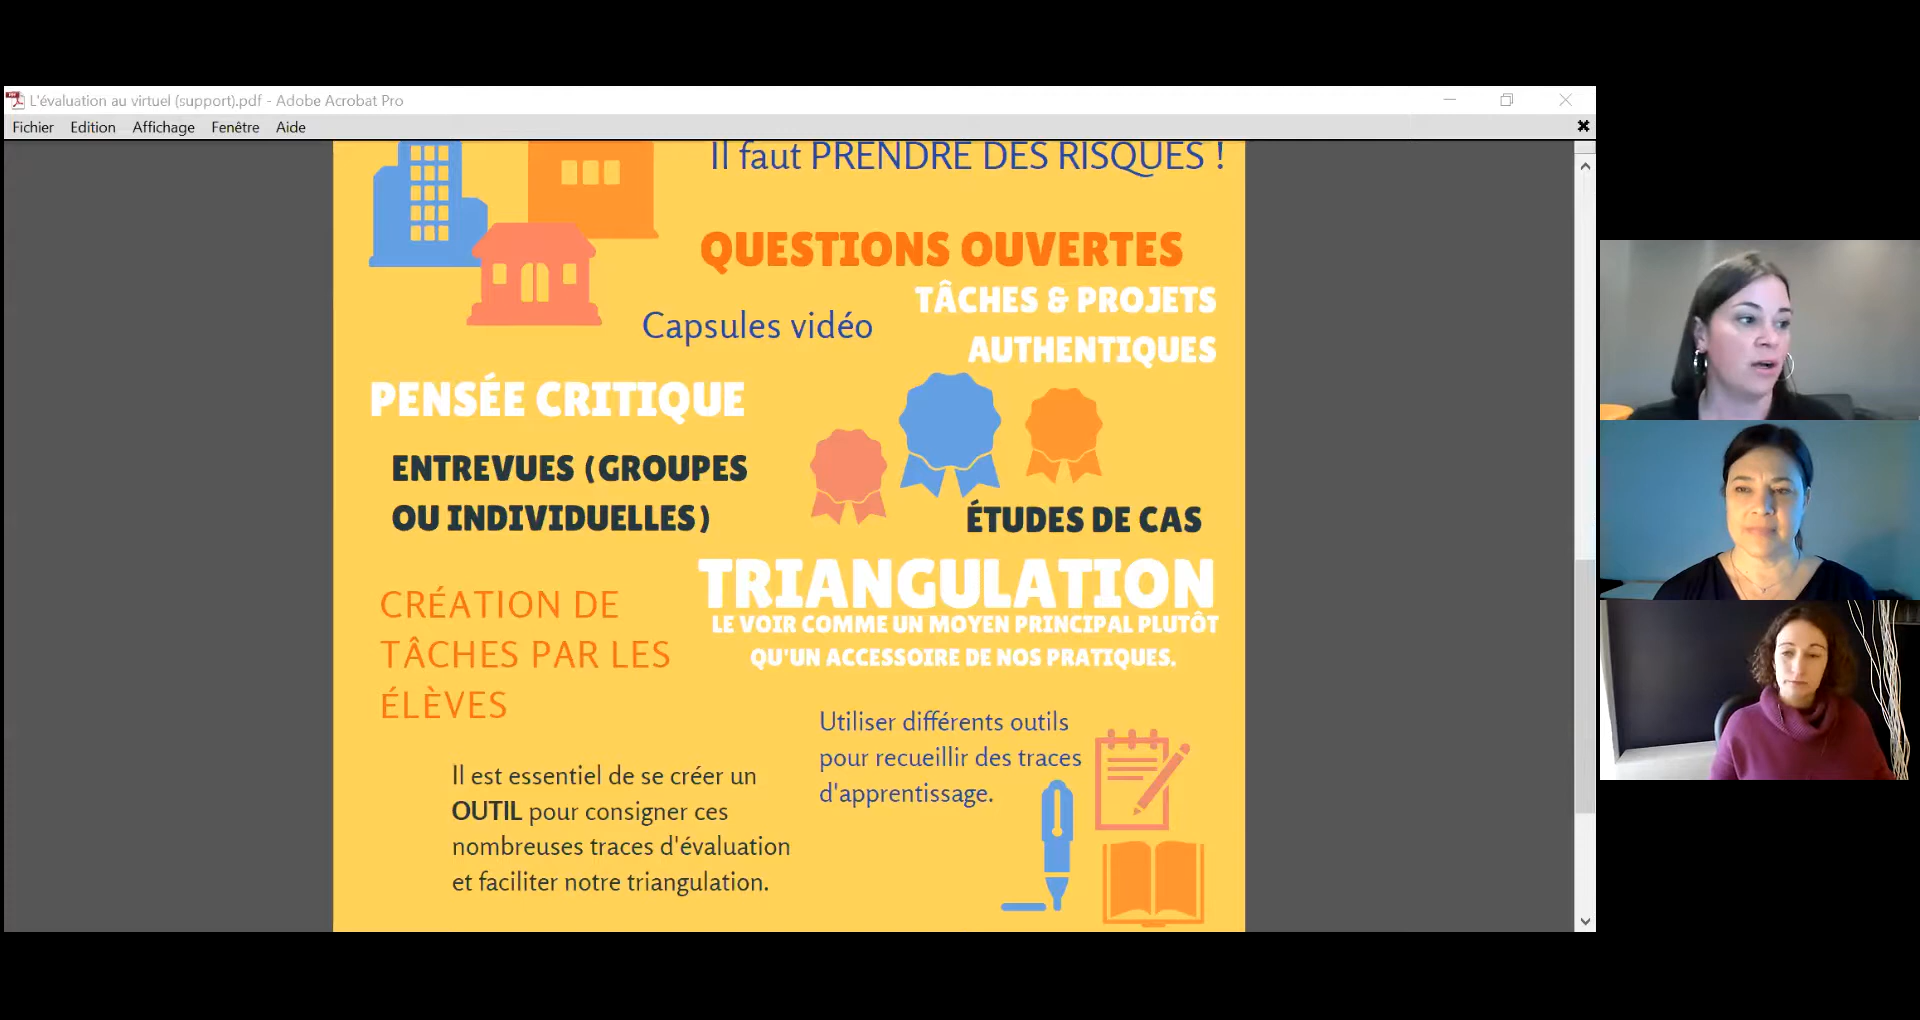 L'évaluation au virtuel (support).pdf - Adobe Acrobat Pro
Fichier Edition Affichage Fenêtre Aide
Il faut PRENDRE DES RISQUES !
QUESTIONS OUVERTES
TÂCHES & PROJETS
AUTHENTIQUES
Capsules vidéo
PENSÉE CRITIQUE
ENTREVUES (GROUPES
OU INDIVIDUELLES)
ÉTUDES DE CAS
TRIANGULATION
LE VOIR COMME UN MOYEN PRINCIPAL PLUTÔT
QU'UN ACCESSOIRE DE NOS PRATIQUES.
CRÉATION DE
TÂCHES PAR LES
ÉLÈVES
Utiliser différents outils
pour recueillir des traces
d'apprentissage.
Il est essentiel de se créer un
OUTIL pour consigner ces
nombreuses traces d'évaluation
et faciliter notre triangulation.